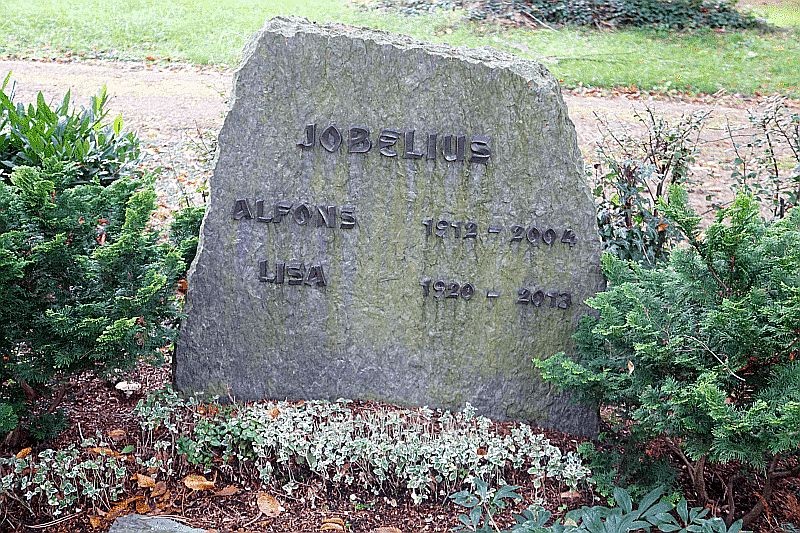 JOBELIUS
ALFONS 1912 - 2004
LISA 1920 - 2013